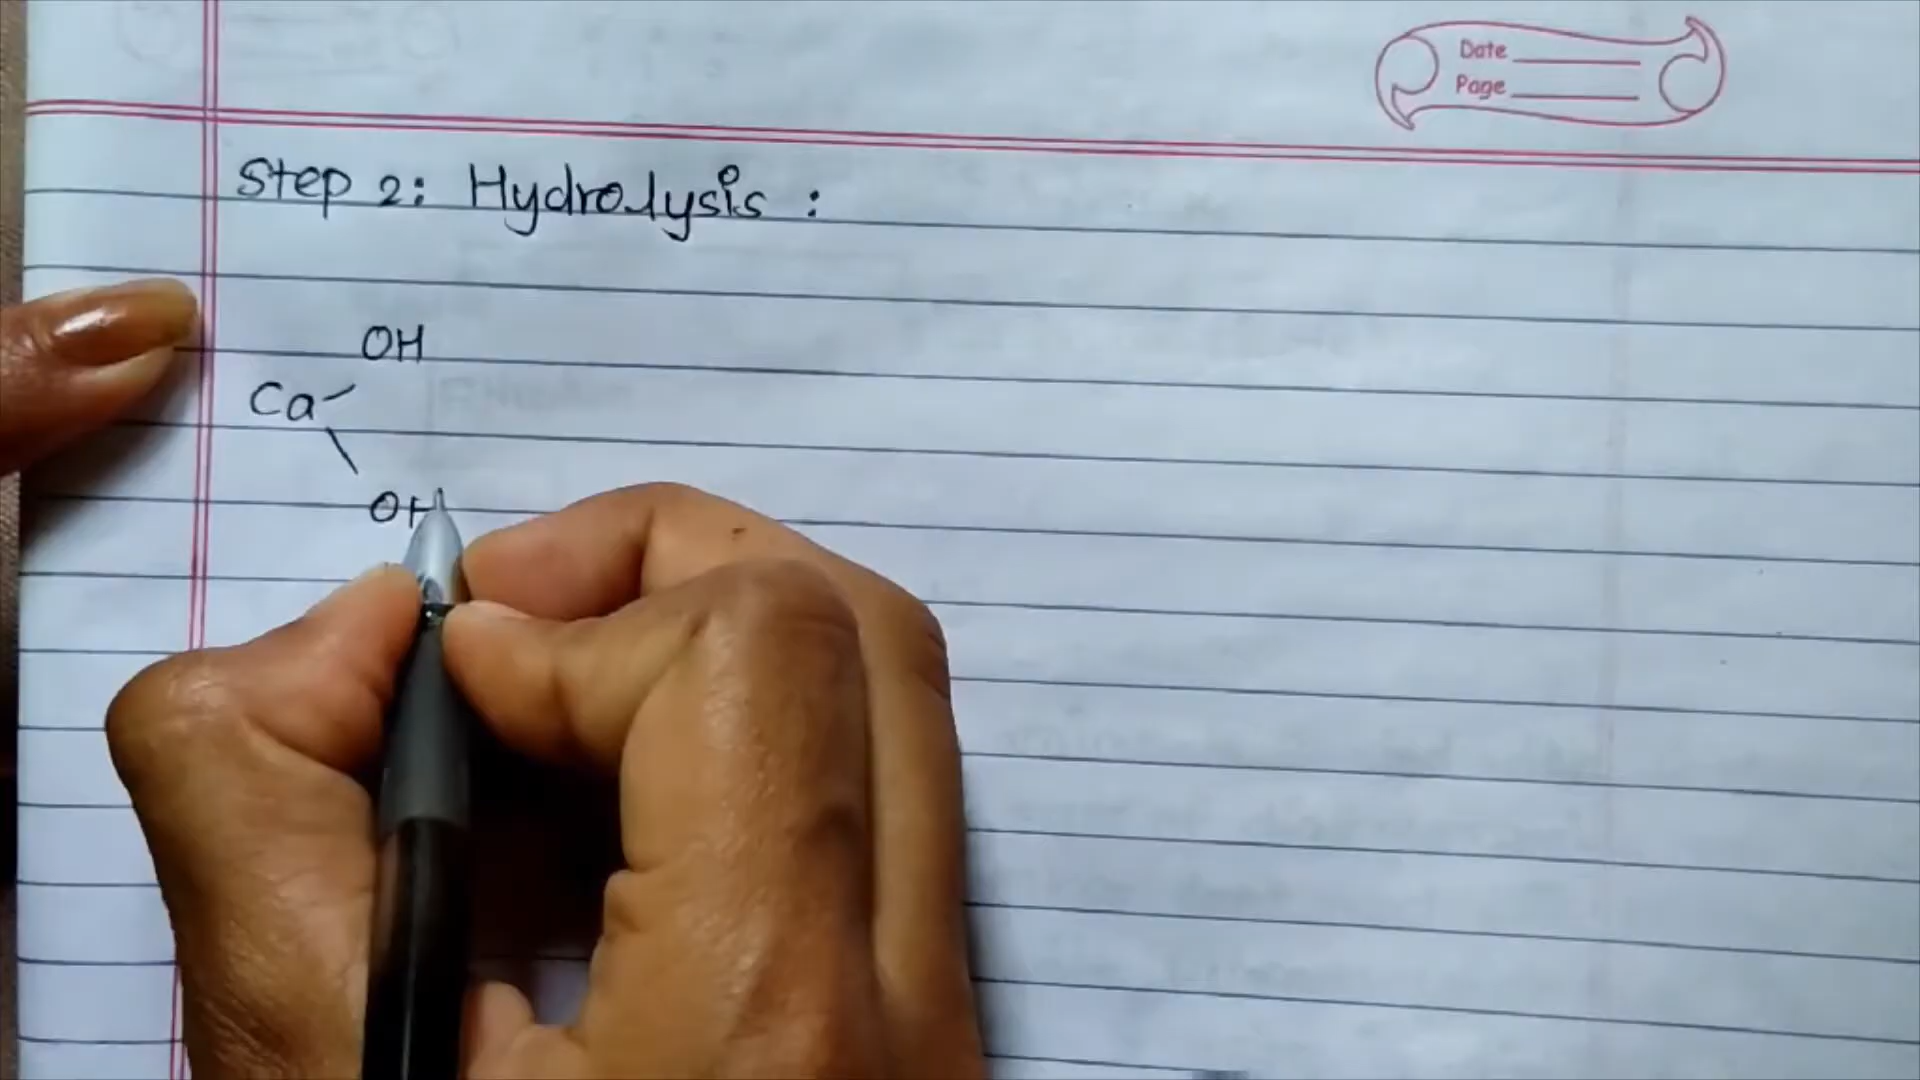 Date
Page
Step 2: Hydrolysis :
OH
Ca
OH